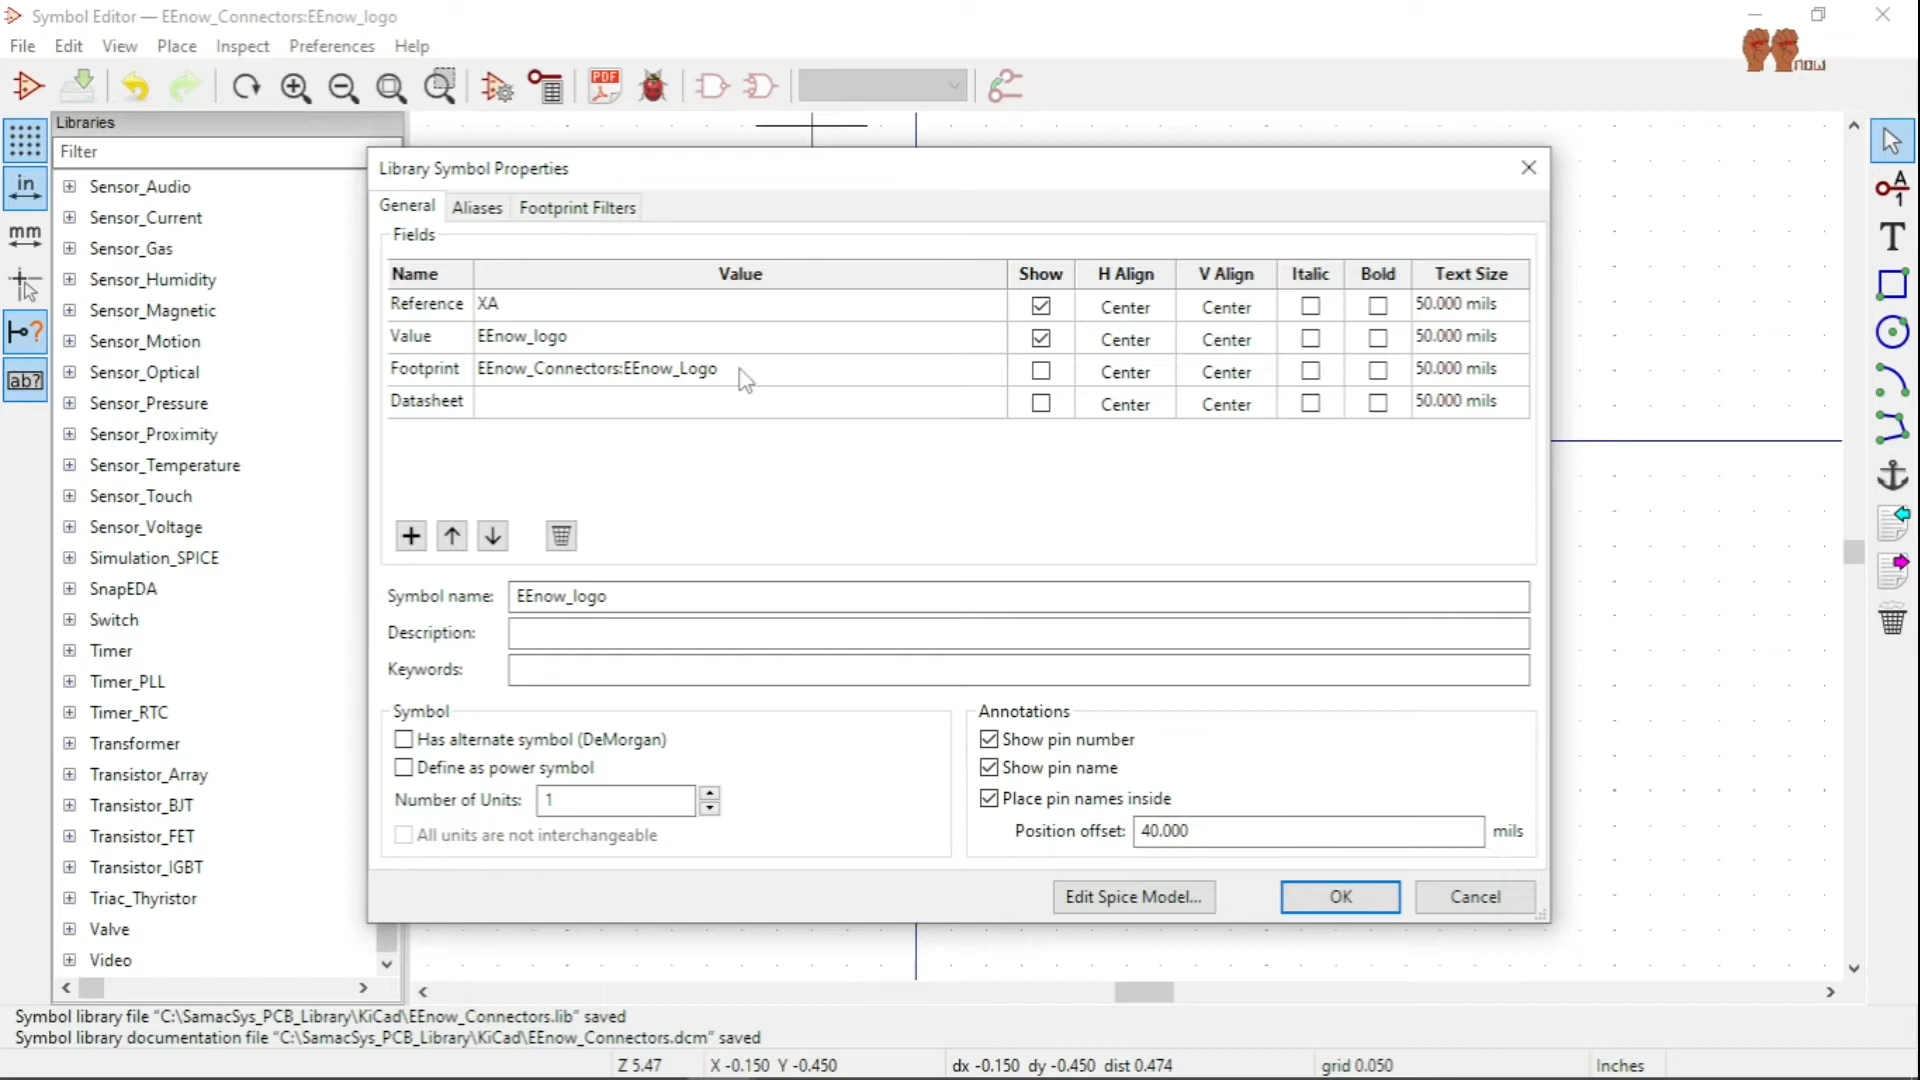 Symbol Editor — EEnow_Connectors:EEnow_logo
File Edit View Place Inspect Preferences Help
now
PDF
Libraries
Filter
in
mm
ab?
Sensor_Audio
Sensor_Current
Sensor_Gas
Sensor_Humidity
Sensor_Magnetic
Sensor_Motion
Sensor_Optical
Sensor_Pressure
Sensor_Proximity
Sensor_Temperature
Sensor_Touch
Sensor_Voltage
Simulation_SPICE
SnapEDA
Switch
Timer
Timer_PLL
Timer_RTC
Transformer
Transistor_Array
Transistor_BJT
Transistor_FET
Transistor_IGBT
Triac_Thyristor
Valve
Video
Library Symbol Properties
General Aliases Footprint Filters
Fields
Name Value Show H Align V Align Italic Bold Text Size
Reference XA Center Center 50.000 mils
Value EEnow_logo Center Center 50.000 mils
Footprint EEnow_Connectors:EEnow_Logo Center Center 50.000 mils
Datasheet Center Center 50.000 mils
Symbol name: EEnow_logo
Description:
Keywords:
Symbol
Has alternate symbol (DeMorgan)
Define as power symbol
Number of Units: 1
All units are not interchangeable
Annotations
Show pin number
Show pin name
Place pin names inside
Position offset: 40.000 mils
Edit Spice Model... OK Cancel
A
1
T
Symbol library file "C:\SamacSys_PCB_Library\KiCad\EEnow_Connectors.lib" saved
Symbol library documentation file "C:\SamacSys_PCB_Library\KiCad\EEnow_Connectors.dcm" saved
Z 5.47 X -0.150 Y -0.450 dx -0.150 dy -0.450 dist 0.474 grid 0.050 Inches